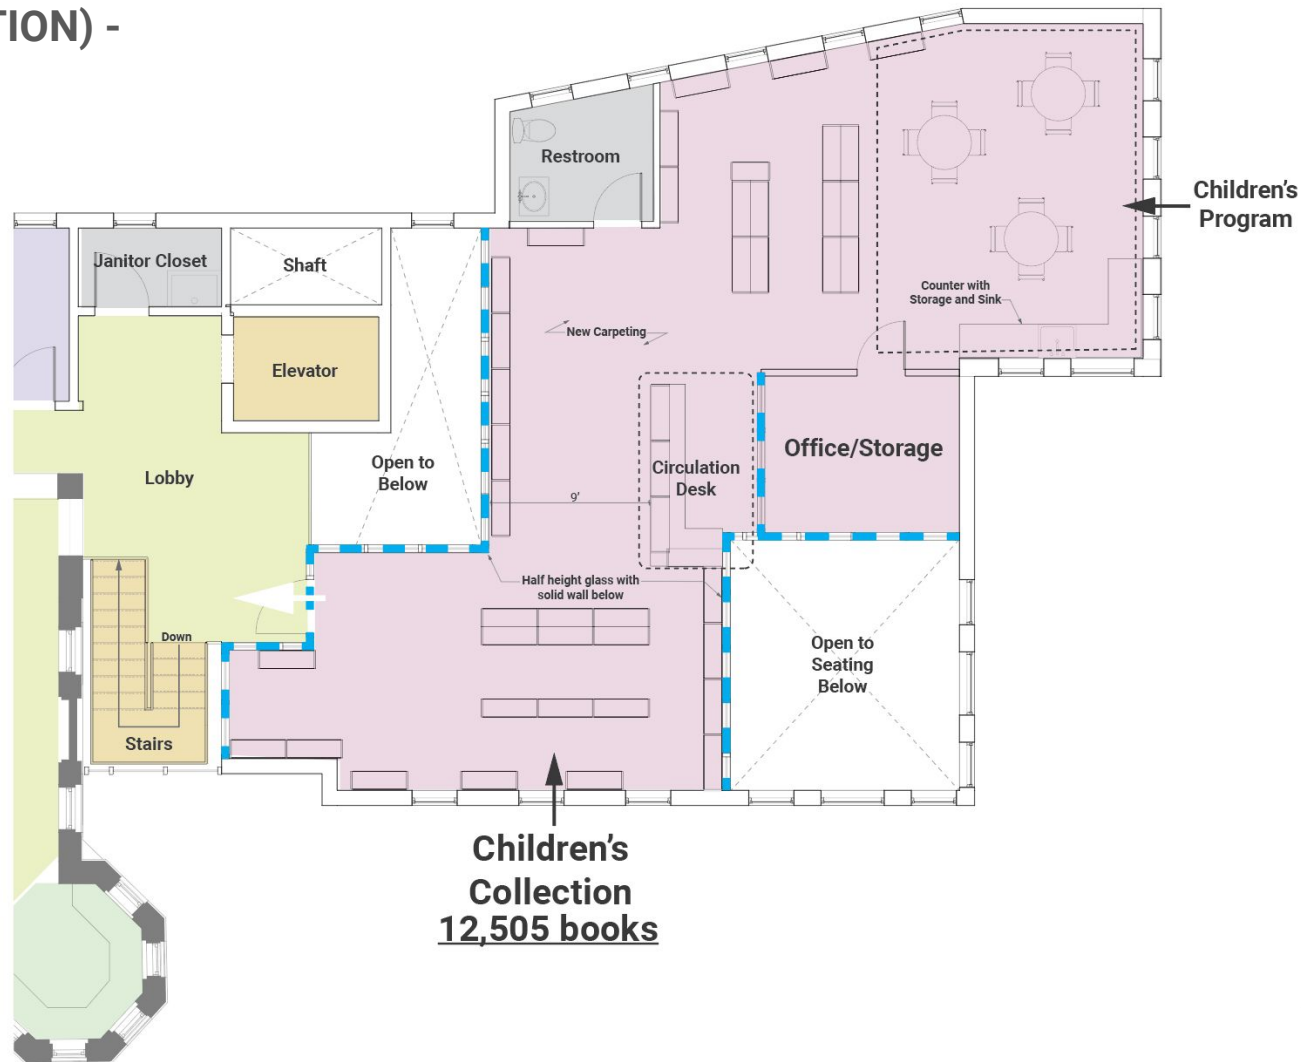 TION) -
Restroom
Children's
Program
Janitor Closet
Shaft
Counter with
Storage and Sink
New Carpeting
Elevator
Office/Storage
Open to
Below
Circulation
Desk
Lobby
9'
Half height glass with
solid wall below
Down
Open to
Seating
Below
Stairs
Children's
Collection
12,505 books